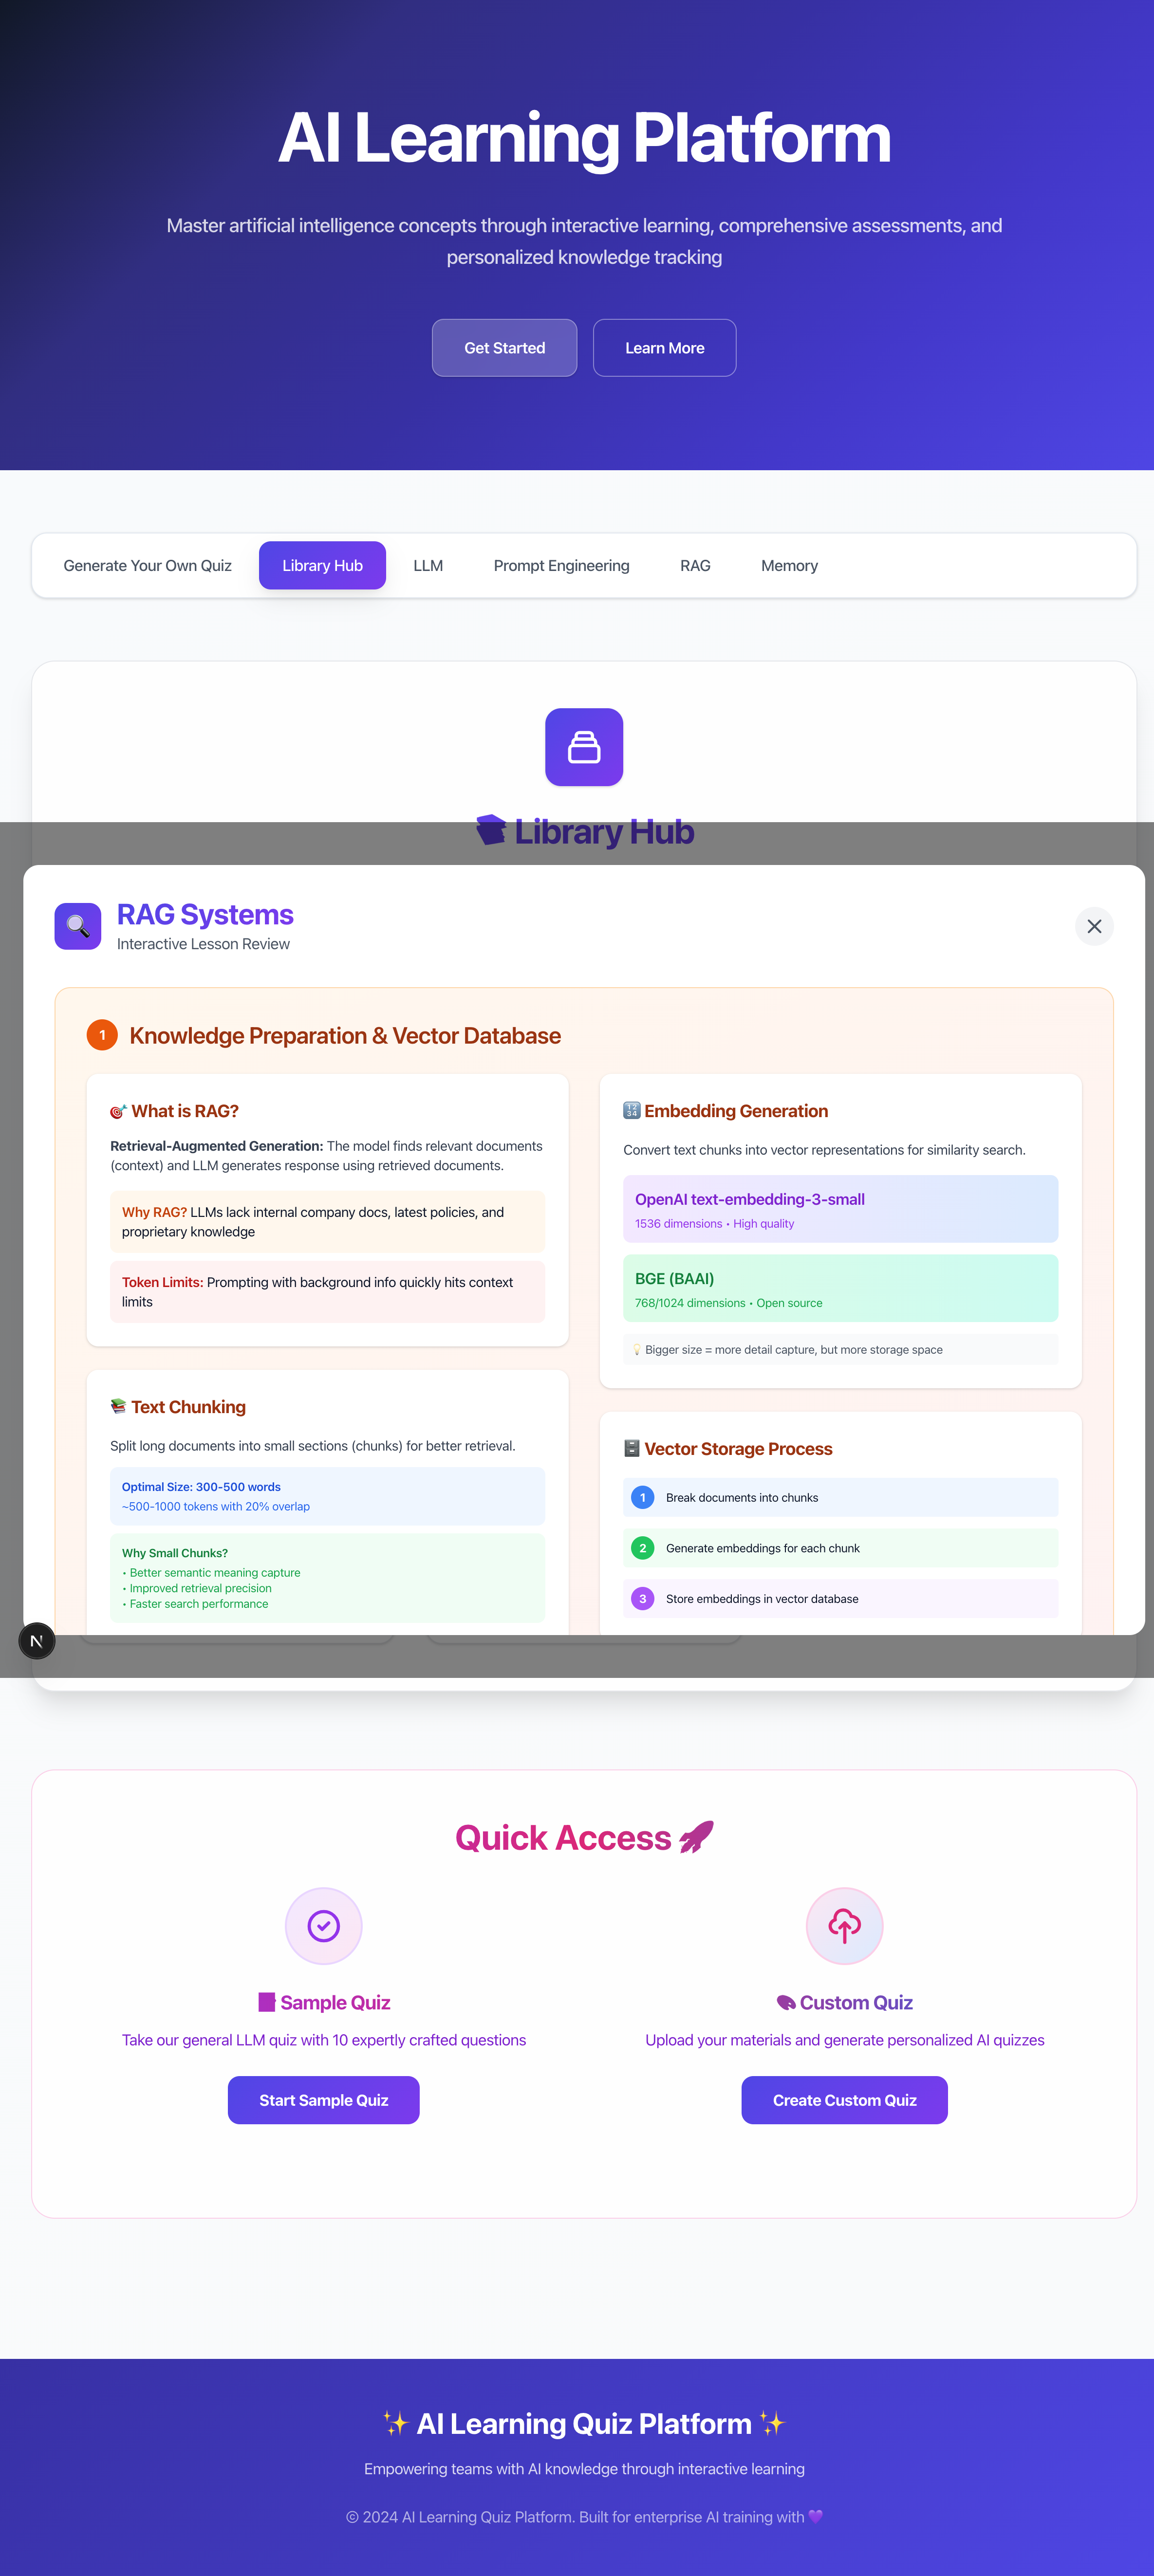 AI Learning Platform
Master artificial intelligence concepts through interactive learning, comprehensive assessments, and
personalized knowledge tracking
Get Started
Learn More
Generate Your Own Quiz
Library Hub
LLM
Prompt Engineering
RAG
Memory
Library Hub
RAG Systems
Interactive Lesson Review
1
Knowledge Preparation & Vector Database
🎯 What is RAG?
Retrieval-Augmented Generation: The model finds relevant documents
(context) and LLM generates response using retrieved documents.
Why RAG? LLMs lack internal company docs, latest policies, and
proprietary knowledge
Token Limits: Prompting with background info quickly hits context
limits
📚 Text Chunking
Split long documents into small sections (chunks) for better retrieval.
Optimal Size: 300-500 words
~500-1000 tokens with 20% overlap
Why Small Chunks?
• Better semantic meaning capture
• Improved retrieval precision
• Faster search performance
🔢 Embedding Generation
Convert text chunks into vector representations for similarity search.
OpenAI text-embedding-3-small
1536 dimensions • High quality
BGE (BAAI)
768/1024 dimensions • Open source
💡 Bigger size = more detail capture, but more storage space
🗄️ Vector Storage Process
1 Break documents into chunks
2 Generate embeddings for each chunk
3 Store embeddings in vector database
N
Quick Access 🚀
Sample Quiz
Take our general LLM quiz with 10 expertly crafted questions
Start Sample Quiz
🎨 Custom Quiz
Upload your materials and generate personalized AI quizzes
Create Custom Quiz
✨ AI Learning Quiz Platform ✨
Empowering teams with AI knowledge through interactive learning
© 2024 AI Learning Quiz Platform. Built for enterprise AI training with 💜